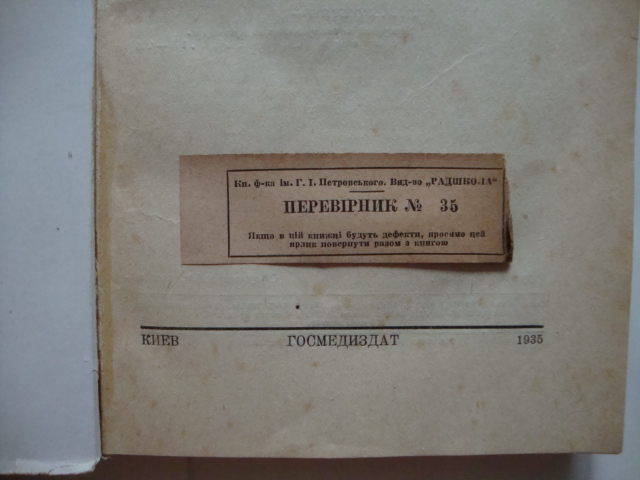 Кн. ф-ка ім. Г. І. Петровського. Вид-во „РАДШКОЛА“
ПЕРЕВІРНИК № 35
Якщо в цій книжці будуть дефекти, просимо цей
ярлик повернути разом з книгою
КИЕВ ГОСМЕДИЗДАТ 1935